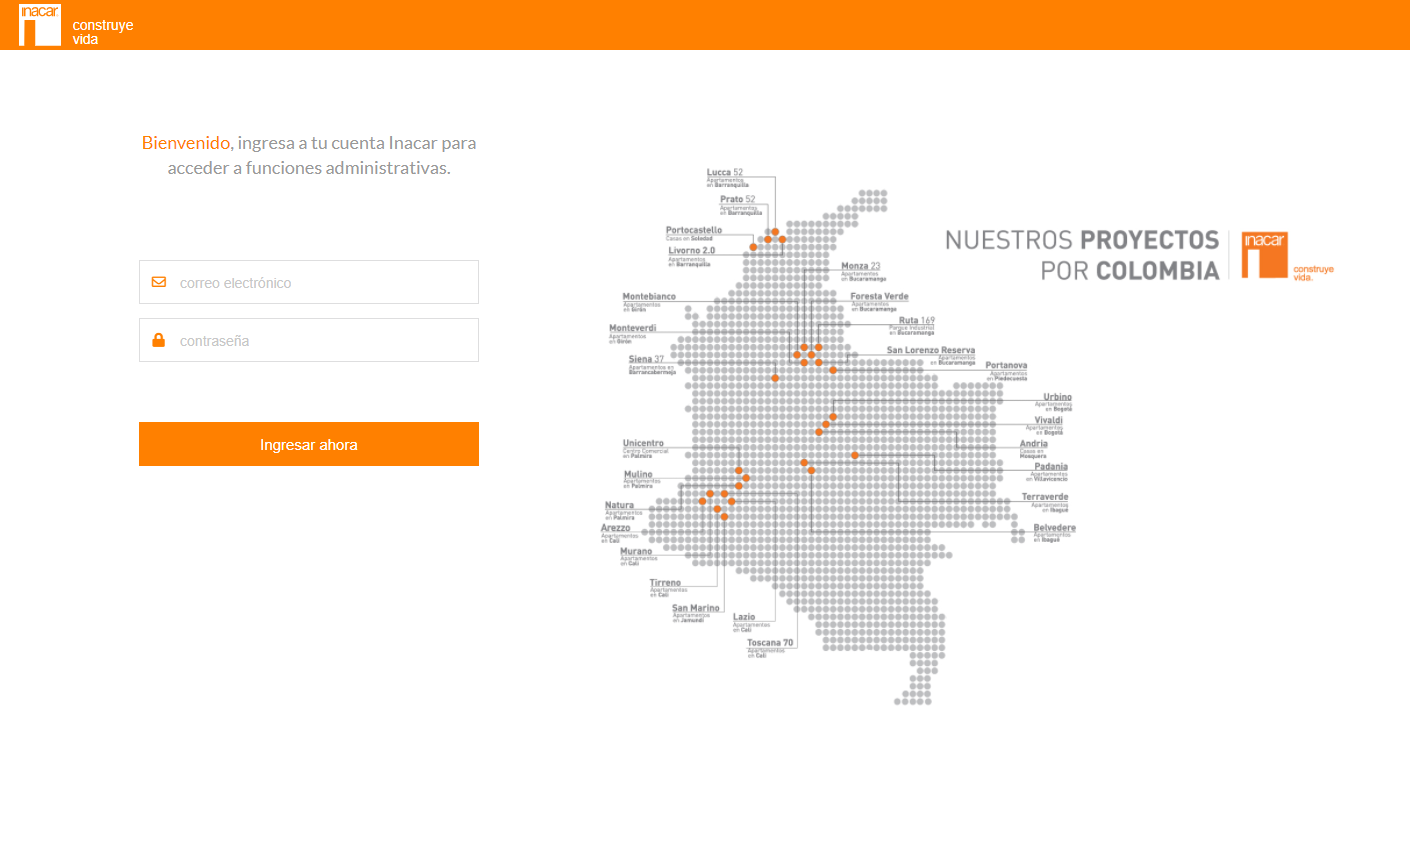 inacar
construye
vida
Bienvenido, ingresa a tu cuenta Inacar para
acceder a funciones administrativas.
correo electrónico
contraseña
Ingresar ahora
NUESTROS PROYECTOS
POR COLOMBIA
inacar
construye
vida.
Lucca 52
Apartamentos
en Barranquilla
Prato 52
Apartamentos
en Barranquilla
Portocastello
Casas en Soledad
Livorno 2.0
Apartamentos
en Barranquilla
Monza 23
Apartamentos
en Bucaramanga
Montebianco
Apartamentos
en Girón
Foresta Verde
Apartamentos
en Bucaramanga
Monteverdi
Apartamentos
en Girón
Ruta 169
Parque Industrial
en Bucaramanga
San Lorenzo Reserva
Apartamentos
en Bucaramanga
Siena 37
Apartamentos en
Barrancabermeja
Portanova
Apartamentos
en Piedecuesta
Urbino
Apartamentos
en Bogotá
Vivaldi
Apartamentos
en Bogotá
Unicentro
Centro Comercial
en Palmira
Andria
Casas en
Mosquera
Mulino
Apartamentos
en Palmira
Padania
Apartamentos
en Villavicencio
Natura
Apartamentos
en Palmira
Terraverde
Apartamentos
en Ibagué
Arezzo
Apartamentos
en Cali
Belvedere
Apartamentos
en Ibagué
Murano
Apartamentos
en Cali
Tirreno
Apartamentos
en Cali
San Marino
Apartamentos
en Jamundí
Lazio
Apartamentos
en Cali
Toscana 70
Apartamentos
en Cali